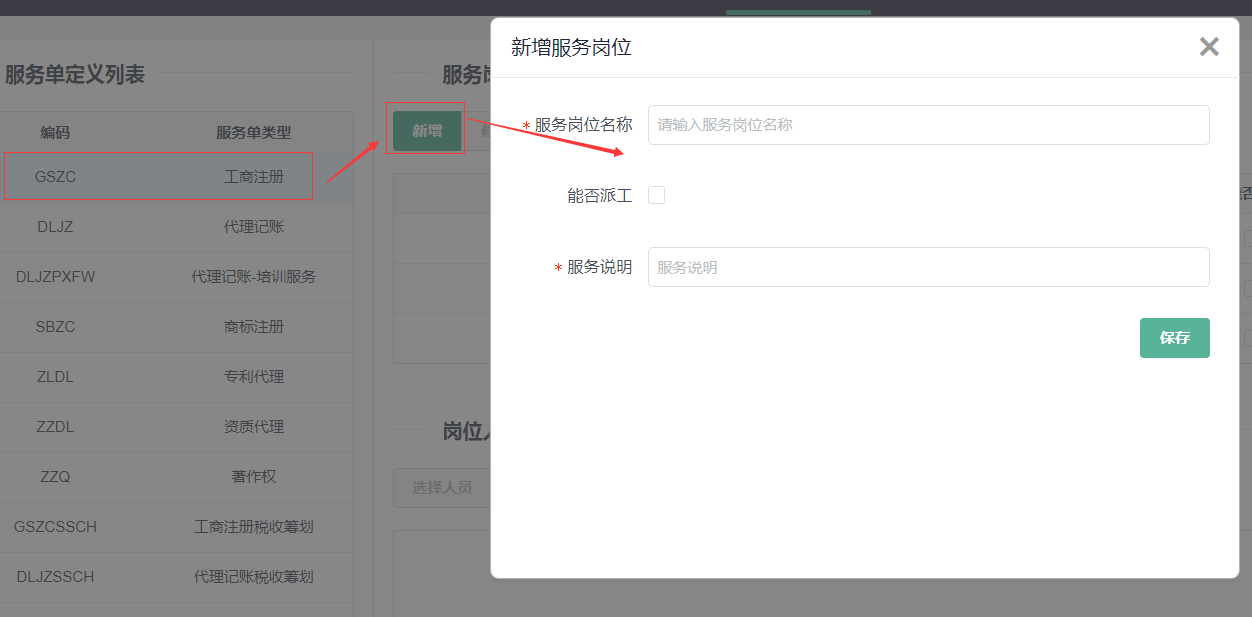 新增服务岗位
服务单定义列表
服务岗
编码 服务单类型
新增
* 服务岗位名称 请输入服务岗位名称
GSZC 工商注册
能否派工
DLJZ 代理记账
* 服务说明 服务说明
DLJZPXFW 代理记账-培训服务
SBZC 商标注册
保存
ZLDL 专利代理
ZZDL 资质代理
岗位人
ZZQ 著作权
选择人员
GSZCSSCH 工商注册税收筹划
DLJZSSCH 代理记账税收筹划